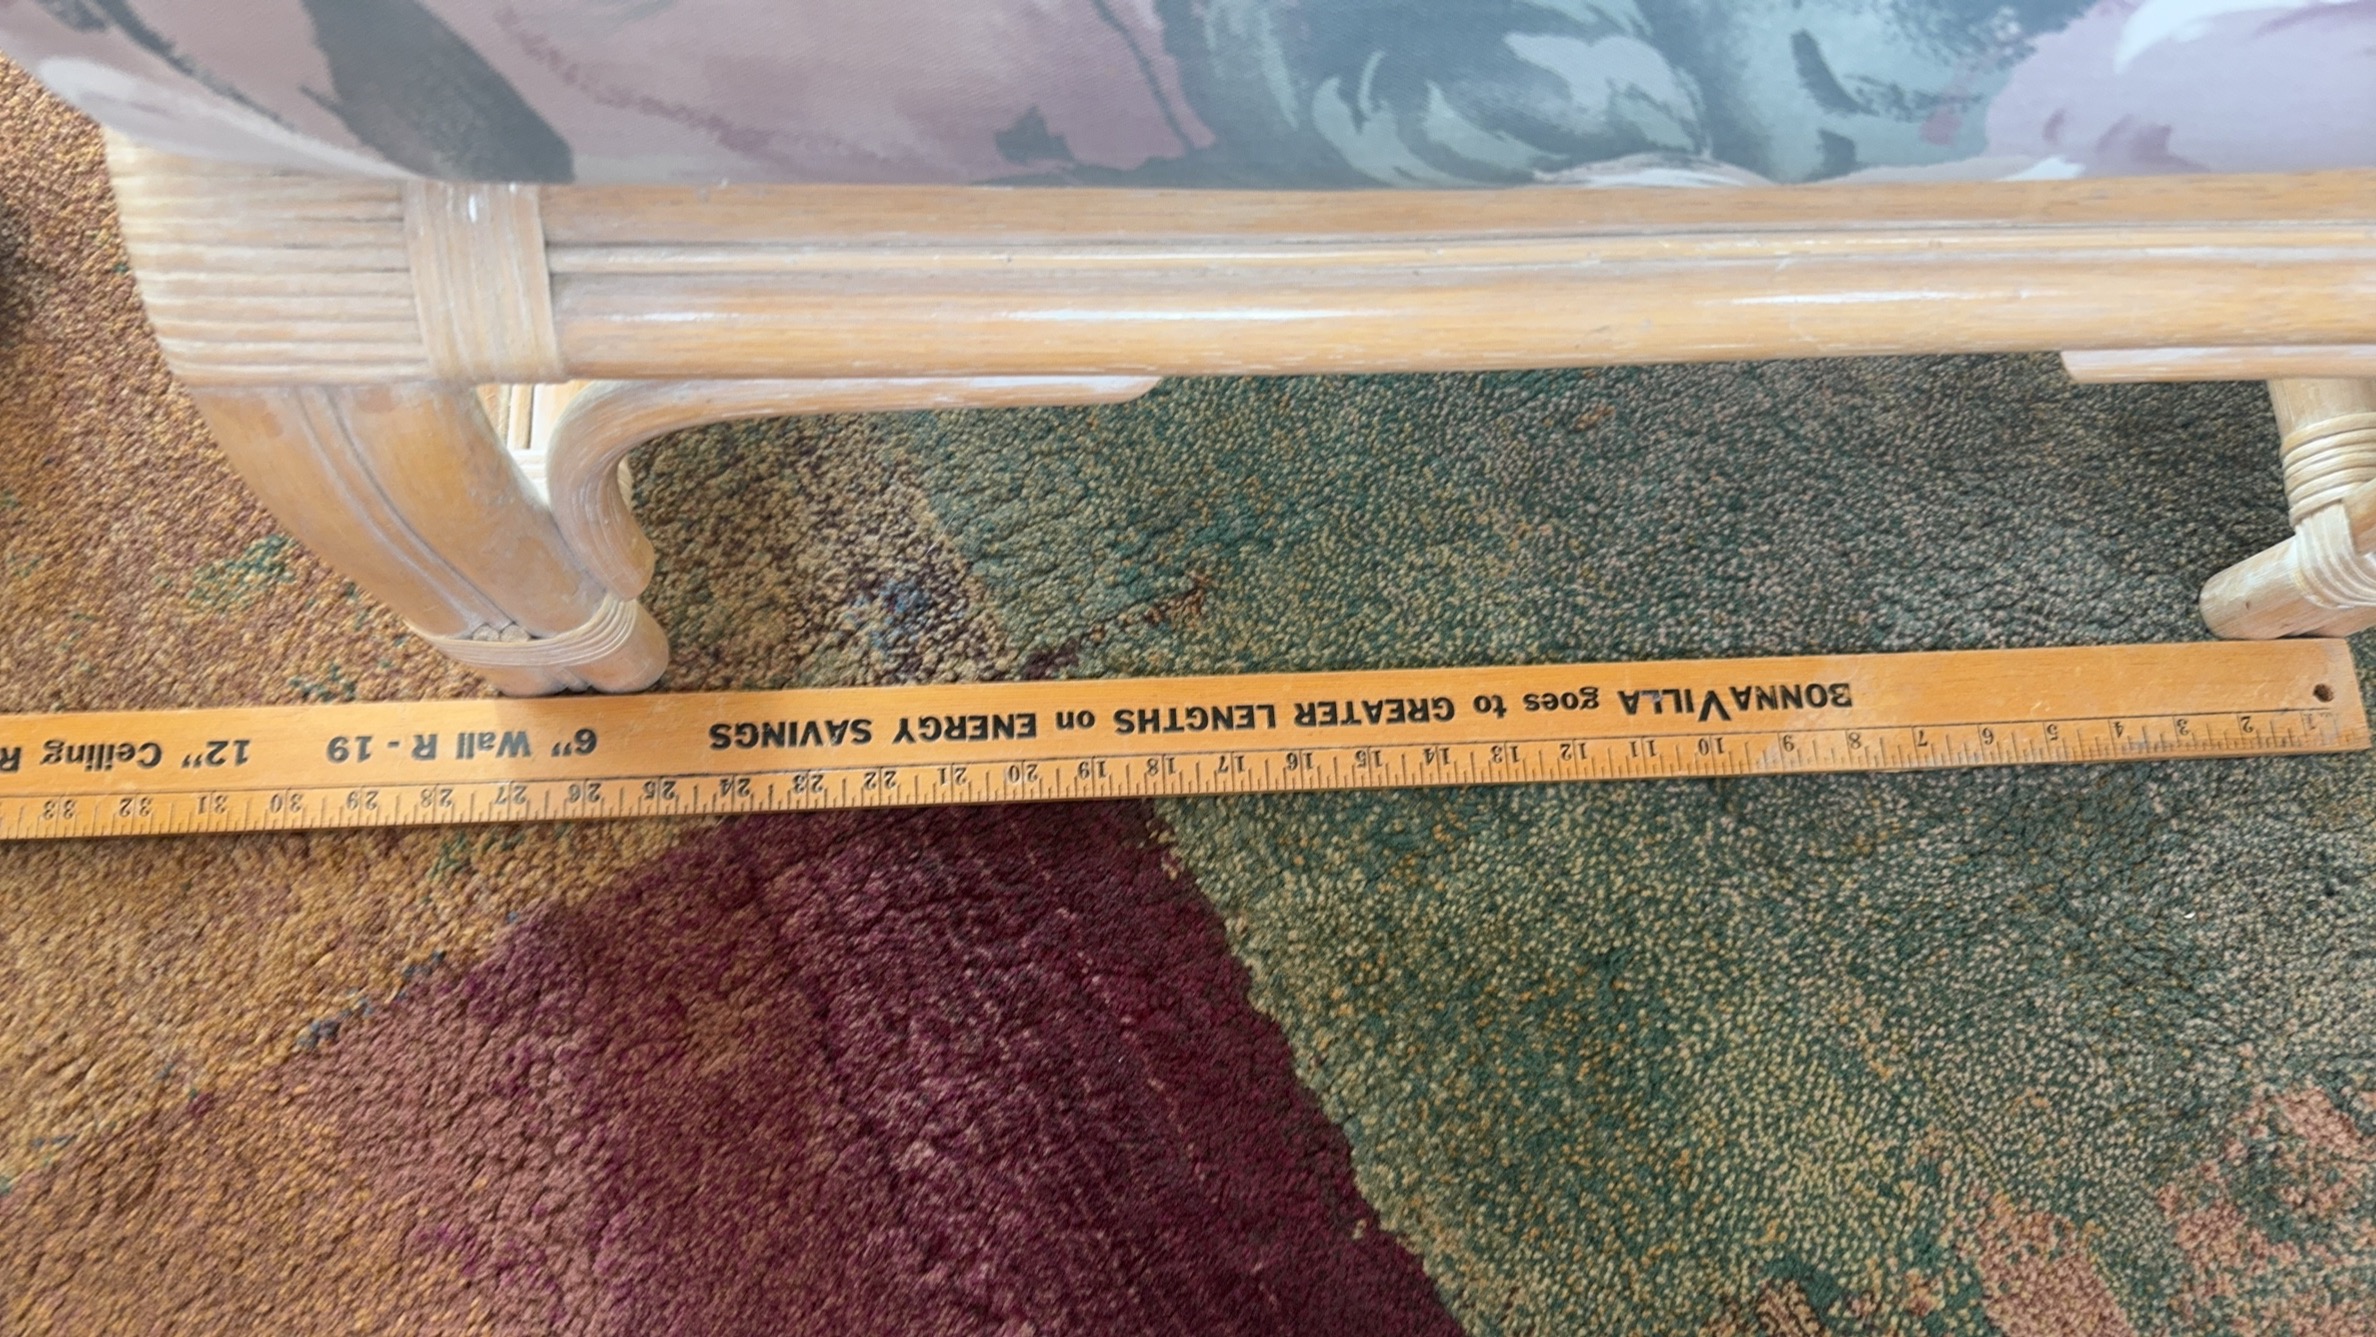 BONNAVILLA goes to GREATER LENGTHS on ENERGY SAVINGS 6" Wall R - 19 12" Ceiling R
1 2 3 4 5 6 7 8 9 10 11 12 13 14 15 16 17 18 19 20 21 22 23 24 25 26 27 28 29 30 31 32 33